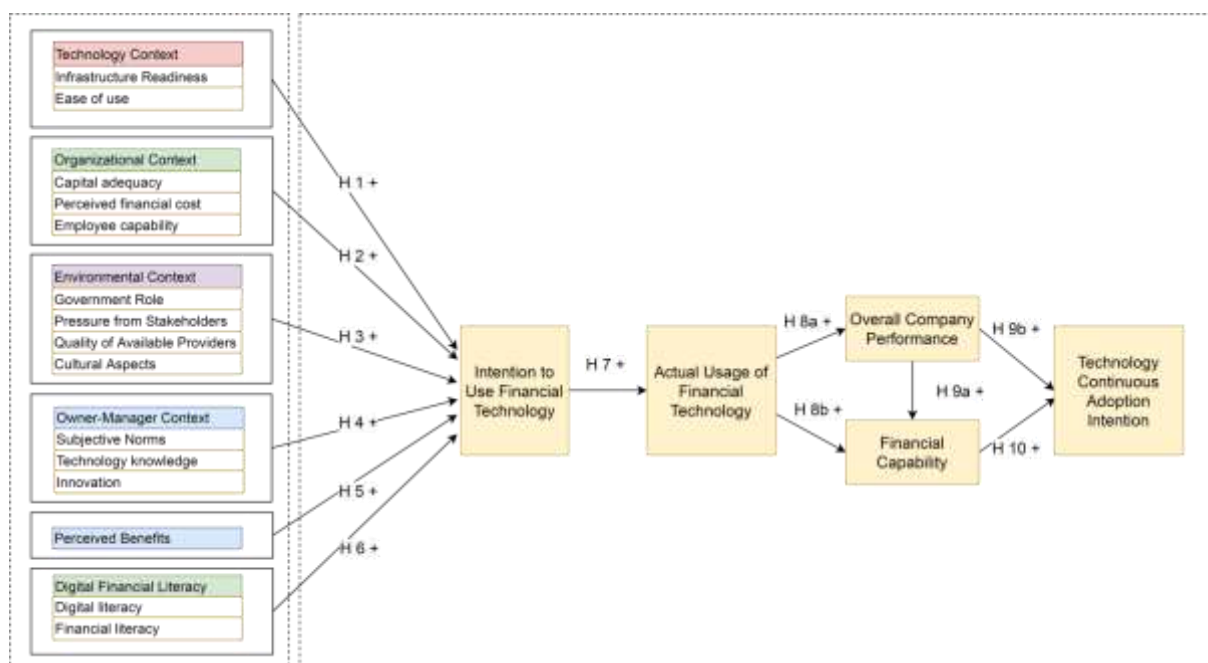 Technology Context
Infrastructure Readiness
Ease of use
Organizational Context
Capital adequacy
Perceived financial cost
Employee capability
Environmental Context
Government Role
Pressure from Stakeholders
Quality of Available Providers
Cultural Aspects
Owner-Manager Context
Subjective Norms
Technology knowledge
Innovation
Perceived Benefits
Digital Financial Literacy
Digital literacy
Financial literacy
H 1 +
H 2 +
H 3 +
H 4 +
H 5 +
H 6 +
Intention to
Use Financial
Technology
H 7 +
Actual Usage of
Financial
Technology
H 8a +
H 8b +
Overall Company
Performance
H 9a +
Financial
Capability
H 9b +
H 10 +
Technology
Continuous
Adoption
Intention